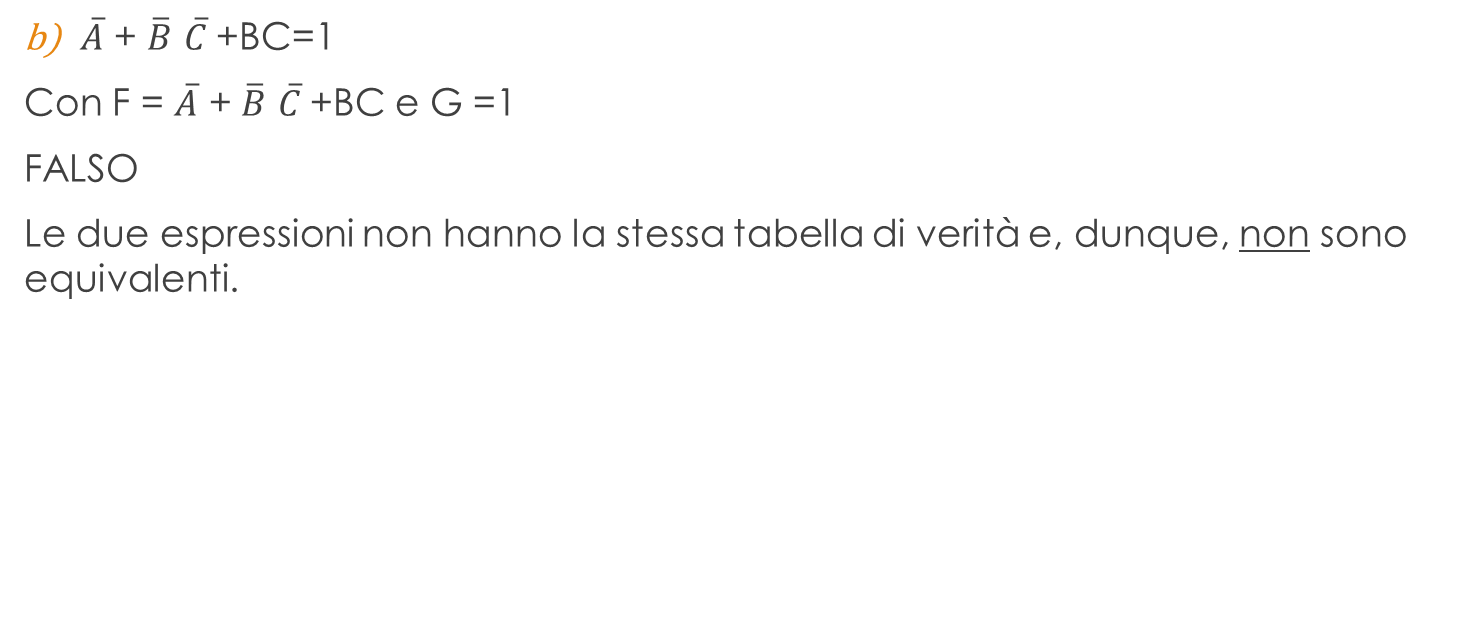 b) Ā + B̄ C̄ +BC=1
Con F = Ā + B̄ C̄ +BC e G =1
FALSO
Le due espressioni non hanno la stessa tabella di verità e, dunque, non sono
equivalenti.